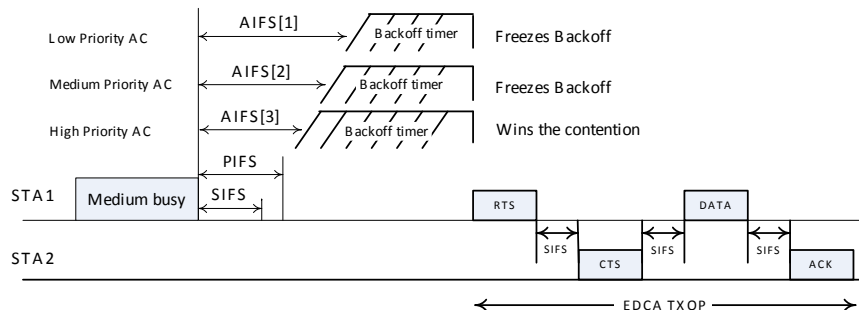 AIFS[1]
Low Priority AC
Backoff timer
Freezes Backoff
AIFS[2]
Medium Priority AC
Backoff timer
Freezes Backoff
AIFS[3]
High Priority AC
Backoff timer
Wins the contention
PIFS
STA1
Medium busy
SIFS
RTS
DATA
SIFS
SIFS
SIFS
STA2
CTS
ACK
EDCA TXOP